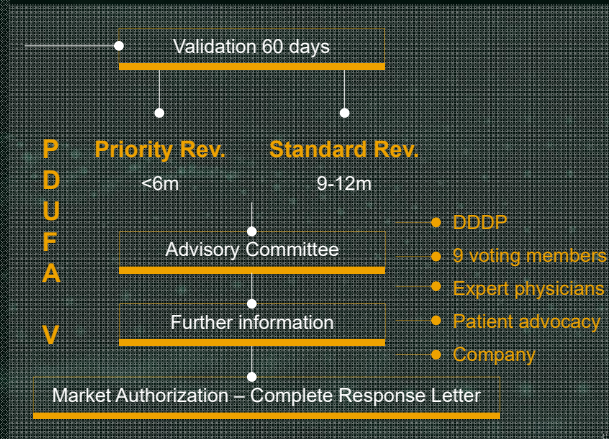 Validation 60 days
PDUFA V
Priority Rev. Standard Rev.
<6m 9-12m
Advisory Committee
Further information
Market Authorization – Complete Response Letter
DDDP
9 voting members
Expert physicians
Patient advocacy
Company